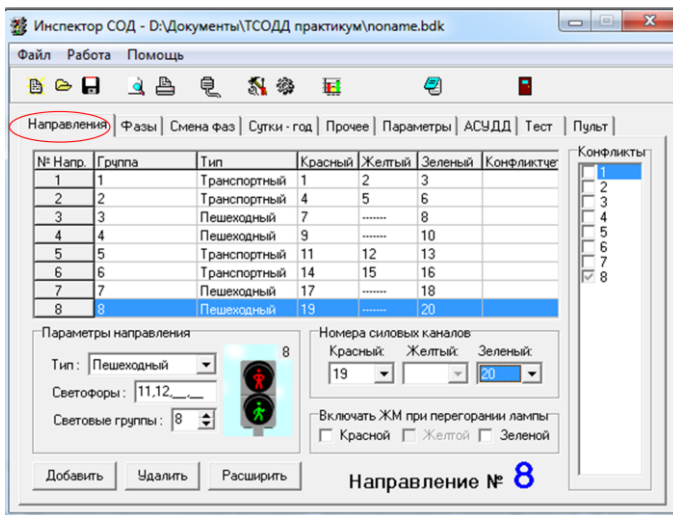 Инспектор СОД - D:\Документы\ТСОДД практикум\noname.bdk
Файл Работа Помощь
Направления Фазы Смена фаз Сутки - год Прочее Параметры АСУДД Тест Пульт
№ Напр. Группа Тип Красный Желтый Зеленый Конфликтует
1 1 Транспортный 1 2 3
2 2 Транспортный 4 5 6
3 3 Пешеходный 7 ------- 8
4 4 Пешеходный 9 ------- 10
5 5 Транспортный 11 12 13
6 6 Транспортный 14 15 16
7 7 Пешеходный 17 ------- 18
8 8 Пешеходный 19 ------- 20
Конфликты
1
2
3
4
5
6
7
8
Параметры направления
Тип : Пешеходный
8
Светофоры : 11,12,__,__
Световые группы : 8
Номера силовых каналов
Красный: Желтый: Зеленый:
19 20
Включать ЖМ при перегорании лампы
Красной Желтой Зеленой
Добавить Удалить Расширить
Направление № 8